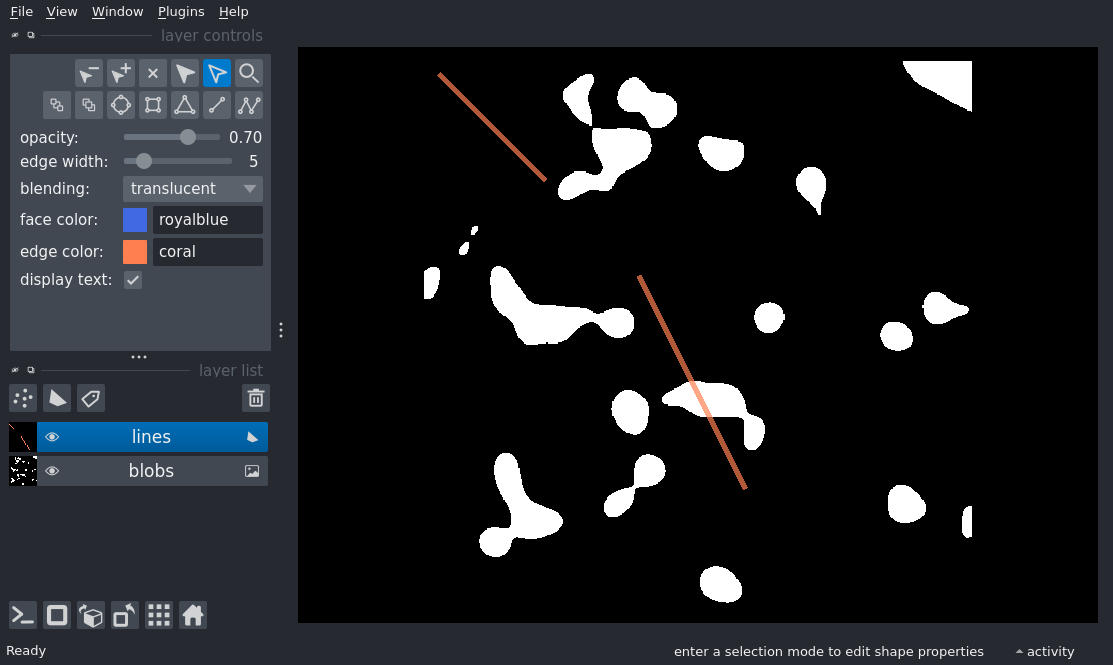 File View Window Plugins Help
layer controls
opacity: 0.70
edge width: 5
blending: translucent
face color: royalblue
edge color: coral
display text:
layer list
lines
blobs
Ready enter a selection mode to edit shape properties activity